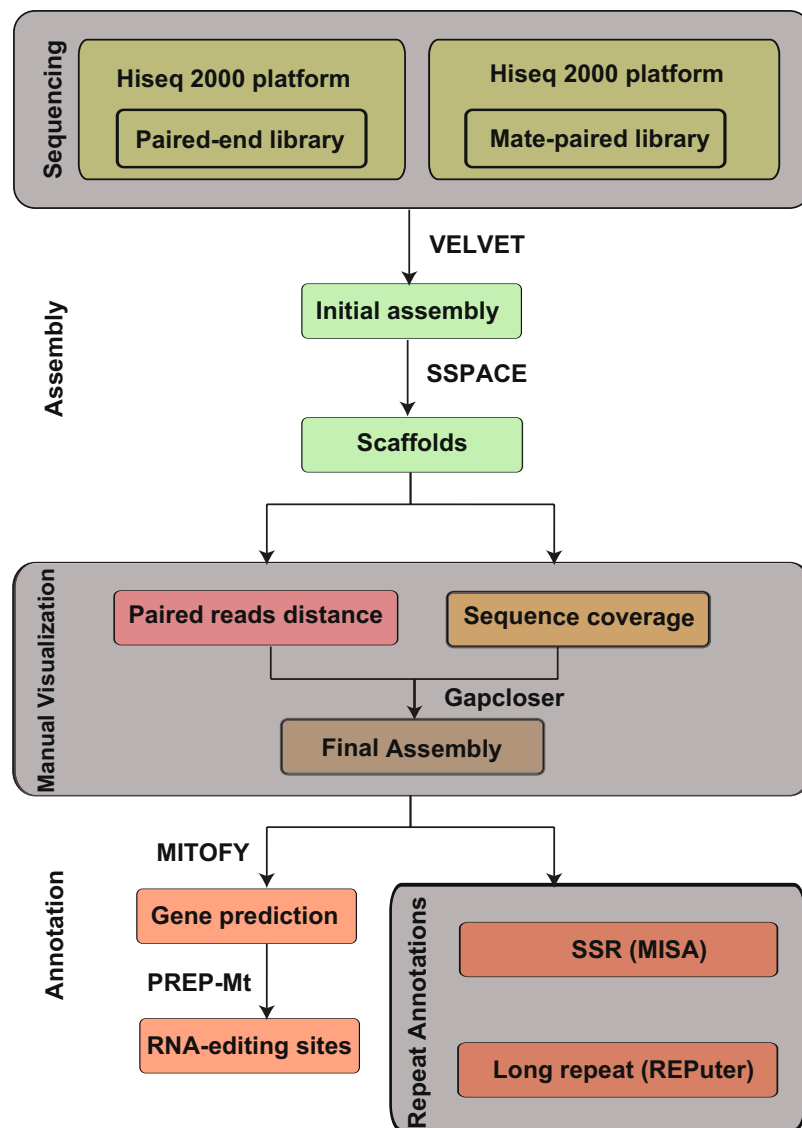 Sequencing
Hiseq 2000 platform
Paired-end library
Hiseq 2000 platform
Mate-paired library
VELVET
Assembly
Initial assembly
SSPACE
Scaffolds
Manual Visualization
Paired reads distance
Sequence coverage
Gapcloser
Final Assembly
Annotation
MITOFY
Gene prediction
PREP-Mt
RNA-editing sites
Repeat Annotations
SSR (MISA)
Long repeat (REPuter)